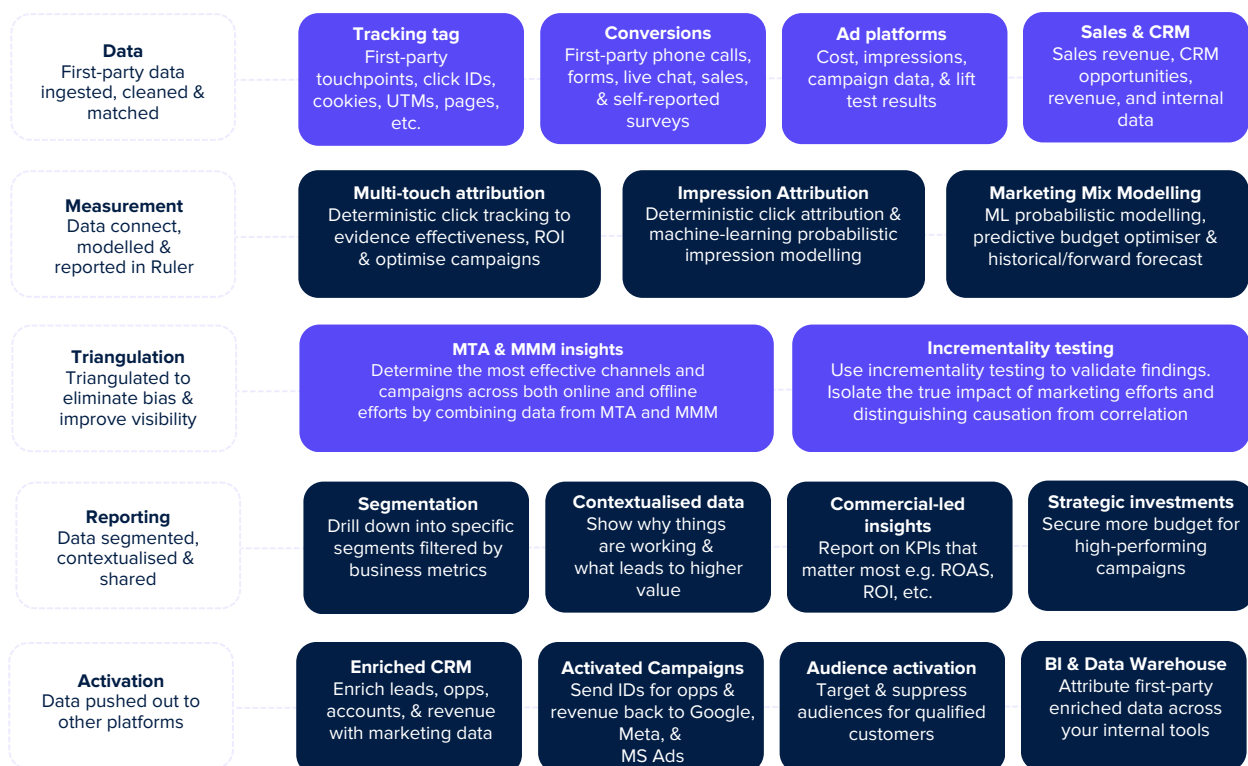 Data
First-party data
ingested, cleaned &
matched
Tracking tag
First-party
touchpoints, click IDs,
cookies, UTMs, pages,
etc.
Conversions
First-party phone calls,
forms, live chat, sales,
& self-reported
surveys
Ad platforms
Cost, impressions,
campaign data, & lift
test results
Sales & CRM
Sales revenue, CRM
opportunities,
revenue, and internal
data
Measurement
Data connect,
modelled &
reported in Ruler
Multi-touch attribution
Deterministic click tracking to
evidence effectiveness, ROI
& optimise campaigns
Impression Attribution
Deterministic click attribution &
machine-learning probabilistic
impression modelling
Marketing Mix Modelling
ML probabilistic modelling,
predictive budget optimiser &
historical/forward forecast
Triangulation
Triangulated to
eliminate bias &
improve visibility
MTA & MMM insights
Determine the most effective channels and
campaigns across both online and offline
efforts by combining data from MTA and MMM
Incrementality testing
Use incrementality testing to validate findings.
Isolate the true impact of marketing efforts and
distinguishing causation from correlation
Reporting
Data segmented,
contextualised &
shared
Segmentation
Drill down into specific
segments filtered by
business metrics
Contextualised data
Show why things
are working &
what leads to higher
value
Commercial-led
insights
Report on KPIs that
matter most e.g. ROAS,
ROI, etc.
Strategic investments
Secure more budget for
high-performing
campaigns
Activation
Data pushed out to
other platforms
Enriched CRM
Enrich leads, opps,
accounts, & revenue
with marketing data
Activated Campaigns
Send IDs for opps &
revenue back to Google,
Meta, &
MS Ads
Audience activation
Target & suppress
audiences for qualified
customers
BI & Data Warehouse
Attribute first-party
enriched data across
your internal tools